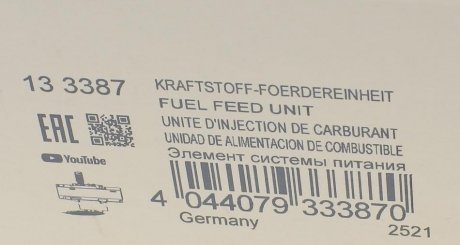 13 3387
KRAFTSTOFF-FOERDEREINHEIT
FUEL FEED UNIT
UNITE D'INJECTION DE CARBURANT
UNIDAD DE ALIMENTACION DE COMBUSTIBLE
Элемент системы питания
EAC
YouTube
4 044079 333870
Germany
2521